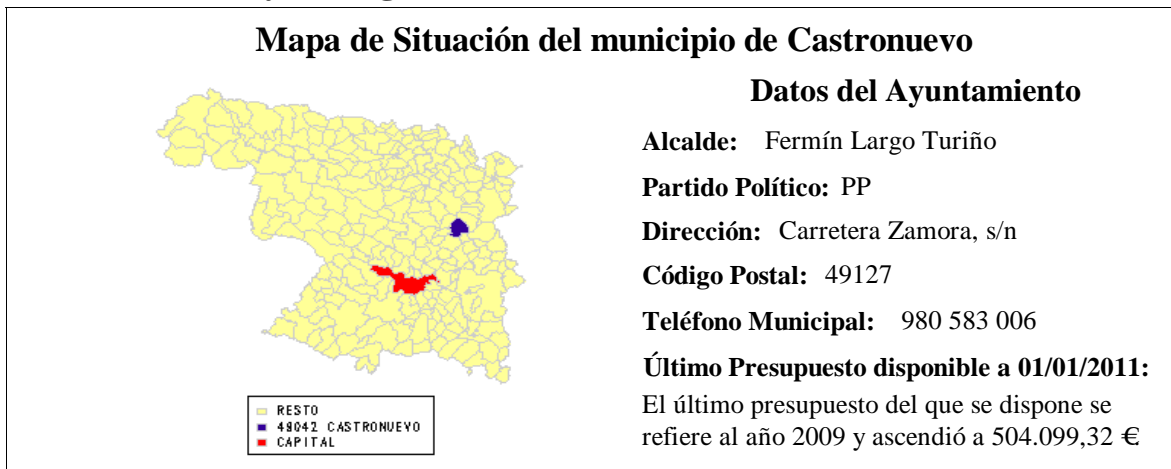 Mapa de Situación del municipio de Castronuevo
Datos del Ayuntamiento
Alcalde: Fermín Largo Turiño
Partido Político: PP
Dirección: Carretera Zamora, s/n
Código Postal: 49127
Teléfono Municipal: 980 583 006
Último Presupuesto disponible a 01/01/2011:
El último presupuesto del que se dispone se
refiere al año 2009 y ascendió a 504.099,32 €
RESTO
49042 CASTRONUEVO
CAPITAL